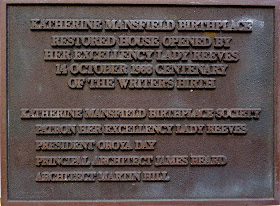 KATHERINE MANSFIELD BIRTHPLACE
RESTORED HOUSE OPENED BY
HER EXCELLENCY LADY REEVES
14 OCTOBER 1988 CENTENARY
OF THE WRITER'S BIRTH
KATHERINE MANSFIELD BIRTHPLACE SOCIETY
PATRON HER EXCELLENCY LADY REEVES
PRESIDENT OROYA DAY
PRINCIPAL ARCHITECT JAMES BEARD
ARCHITECT MARTIN HILL